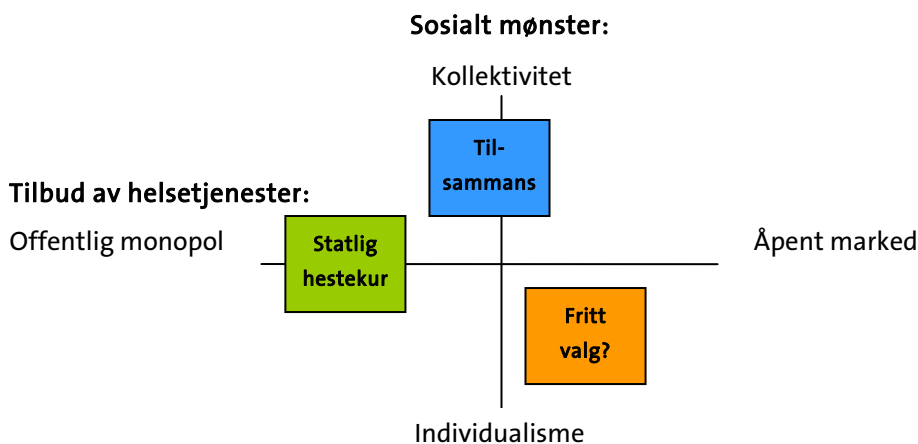 Sosialt mønster:
Kollektivitet
Til-
sammans
Tilbud av helsetjenester:
Offentlig monopol
Statlig
hestekur
Åpent marked
Fritt
valg?
Individualisme